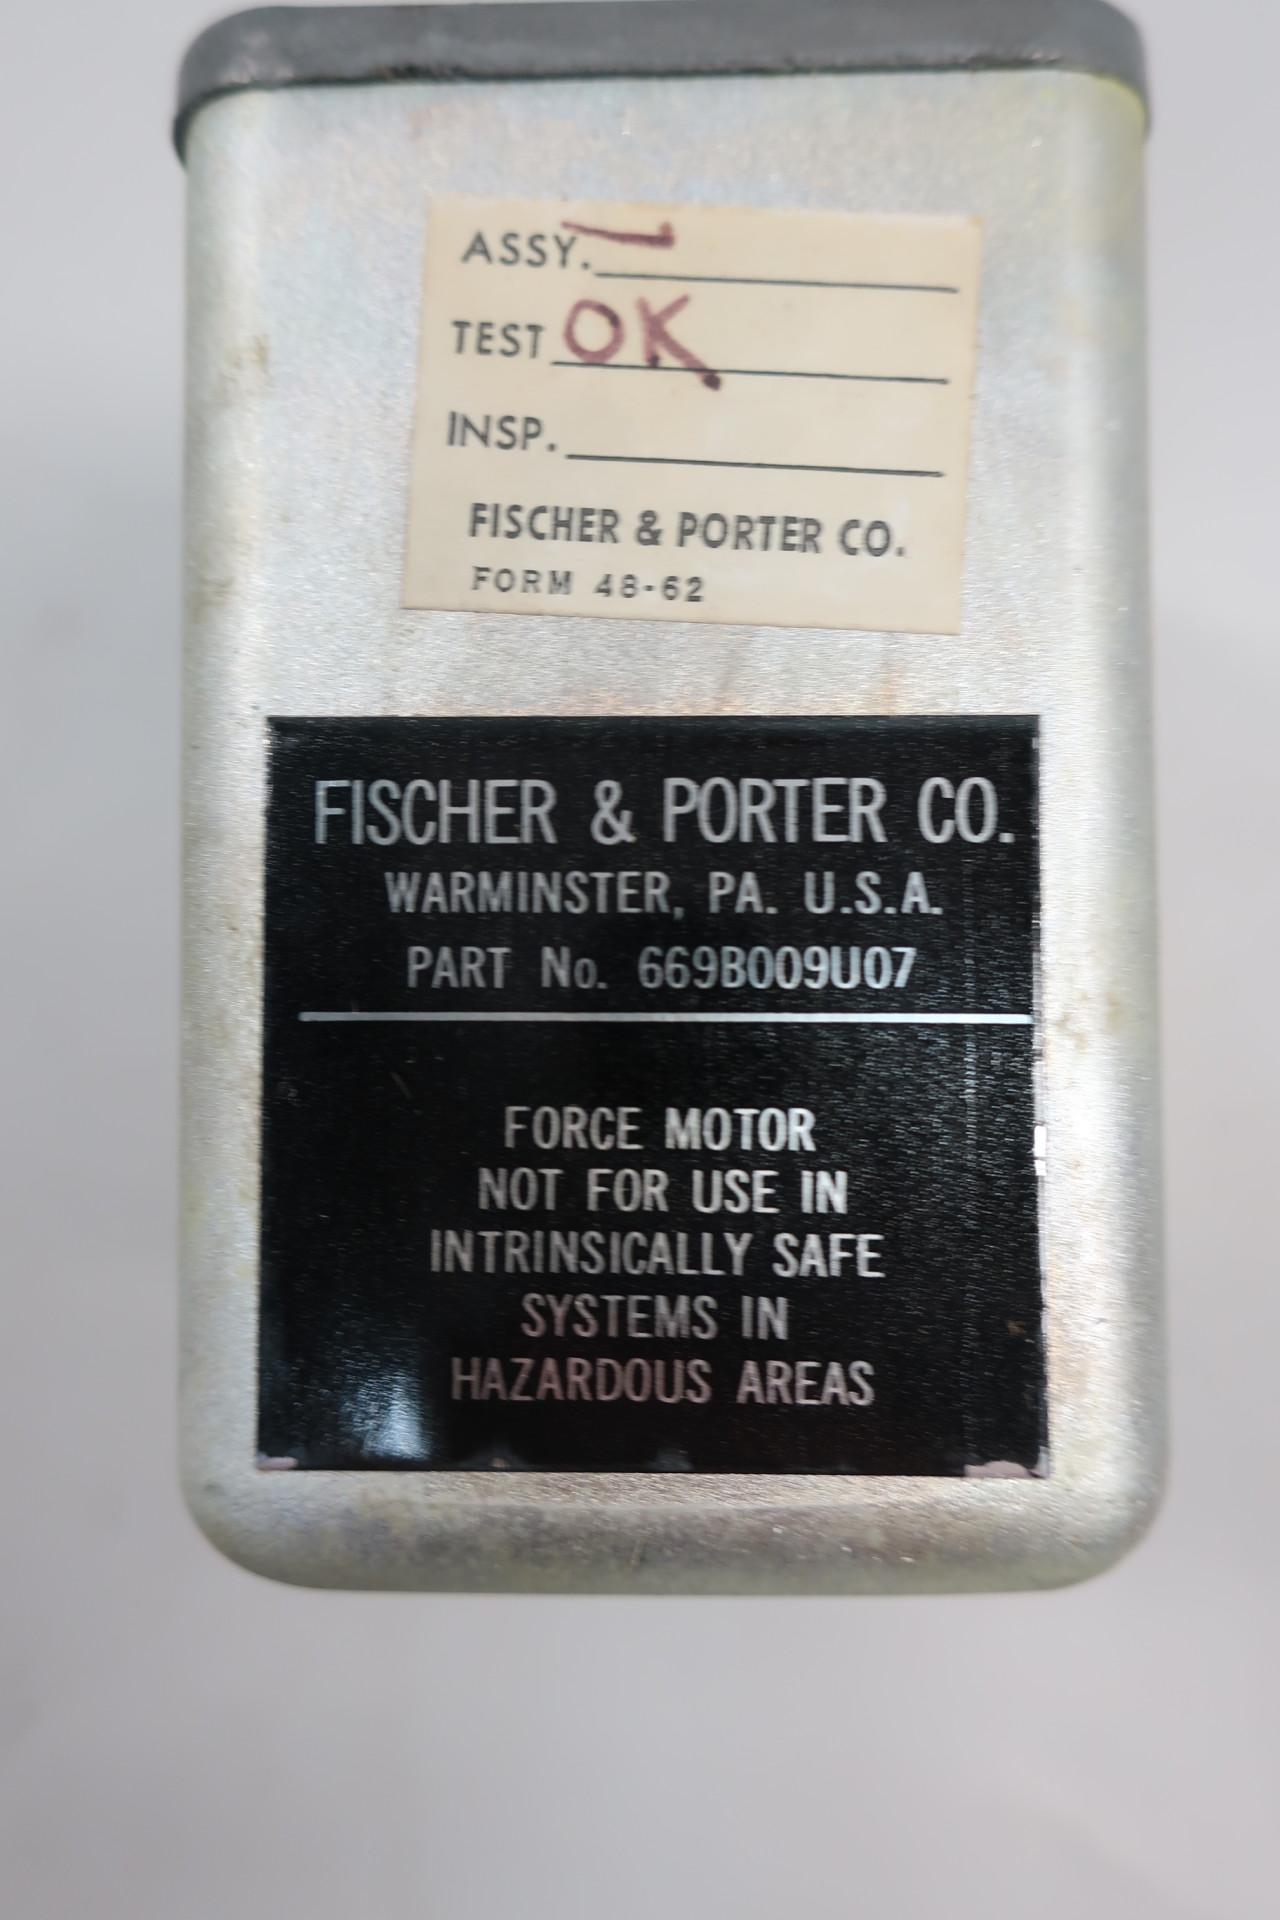 ASSY.
TEST OK
INSP.
FISCHER & PORTER CO.
FORM 48-62
FISCHER & PORTER CO.
WARMINSTER, PA. U.S.A.
PART No. 669B009U07
FORCE MOTOR
NOT FOR USE IN
INTRINSICALLY SAFE
SYSTEMS IN
HAZARDOUS AREAS